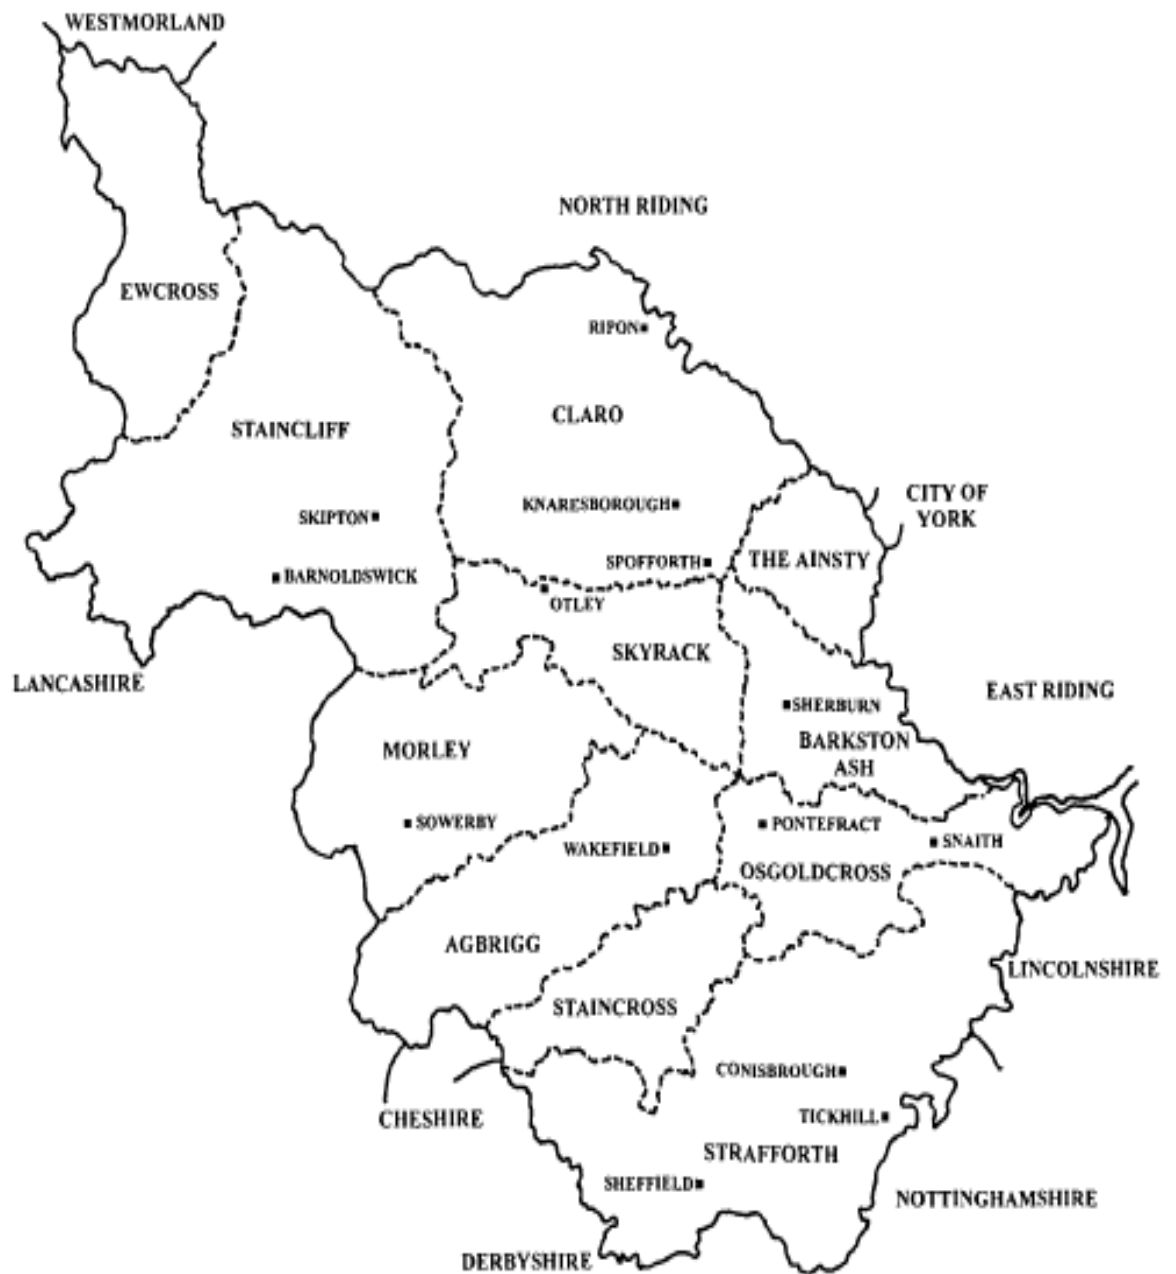 WESTMORLAND
NORTH RIDING
EWCROSS
RIPON
CLARO
STAINCLIFF
CITY OF
YORK
KNARESBOROUGH
SKIPTON
THE AINSTY
SPOFFORTH
BARNOLDSWICK
OTLEY
SKYRACK
LANCASHIRE
EAST RIDING
SHERBURN
BARKSTON
ASH
MORLEY
SOWERBY
PONTEFRACT
SNAITH
WAKEFIELD
OSGOLDCROSS
AGBRIGG
LINCOLNSHIRE
STAINCROSS
CONISBROUGH
CHESHIRE
TICKHILL
STRAFFORTH
SHEFFIELD
NOTTINGHAMSHIRE
DERBYSHIRE